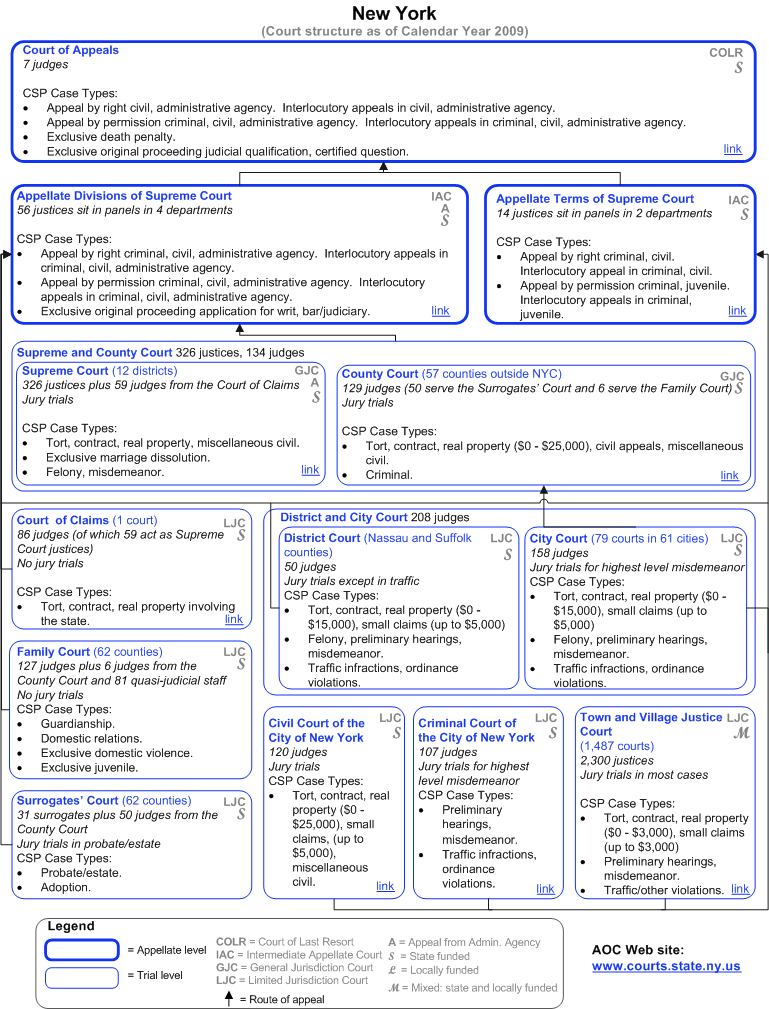 New York
(Court structure as of Calendar Year 2009)
Court of Appeals
COLR
7 judges
S
CSP Case Types:
• Appeal by right civil, administrative agency. Interlocutory appeals in civil, administrative agency.
• Appeal by permission criminal, civil, administrative agency. Interlocutory appeals in criminal, civil, administrative agency.
• Exclusive death penalty.
• Exclusive original proceeding judicial qualification, certified question.
link
Appellate Divisions of Supreme Court
IAC
56 justices sit in panels in 4 departments
A
S
CSP Case Types:
• Appeal by right criminal, civil, administrative agency. Interlocutory appeals in
criminal, civil, administrative agency.
• Appeal by permission criminal, civil, administrative agency. Interlocutory
appeals in criminal, civil, administrative agency.
• Exclusive original proceeding application for writ, bar/judiciary.
link
Appellate Terms of Supreme Court
IAC
14 justices sit in panels in 2 departments
S
CSP Case Types:
• Appeal by right criminal, civil.
Interlocutory appeal in criminal, civil.
• Appeal by permission criminal, juvenile.
Interlocutory appeals in criminal,
juvenile.
link
Supreme and County Court 326 justices, 134 judges
Supreme Court (12 districts)
GJC
326 justices plus 59 judges from the Court of Claims
A
Jury trials
S
CSP Case Types:
• Tort, contract, real property, miscellaneous civil.
• Exclusive marriage dissolution.
• Felony, misdemeanor.
link
County Court (57 counties outside NYC)
GJC
129 judges (50 serve the Surrogates' Court and 6 serve the Family Court)
S
Jury trials
CSP Case Types:
• Tort, contract, real property ($0 - $25,000), civil appeals, miscellaneous
civil.
• Criminal.
link
Court of Claims (1 court)
LJC
86 judges (of which 59 act as Supreme
S
Court justices)
No jury trials
CSP Case Types:
• Tort, contract, real property involving
the state.
link
Family Court (62 counties)
LJC
127 judges plus 6 judges from the
S
County Court and 81 quasi-judicial staff
No jury trials
CSP Case Types:
• Guardianship.
• Domestic relations.
• Exclusive domestic violence.
• Exclusive juvenile.
Surrogates' Court (62 counties)
LJC
31 surrogates plus 50 judges from the
S
County Court
Jury trials in probate/estate
CSP Case Types:
• Probate/estate.
• Adoption.
District and City Court 208 judges
District Court (Nassau and Suffolk
LJC
counties)
S
50 judges
Jury trials except in traffic
CSP Case Types:
• Tort, contract, real property ($0 -
$15,000), small claims (up to $5,000)
• Felony, preliminary hearings,
misdemeanor.
• Traffic infractions, ordinance
violations.
City Court (79 courts in 61 cities)
LJC
158 judges
S
Jury trials for highest level misdemeanor
CSP Case Types:
• Tort, contract, real property ($0 -
$15,000), small claims (up to
$5,000)
• Felony, preliminary hearings,
misdemeanor.
• Traffic infractions, ordinance
violations.
Civil Court of the
LJC
City of New York
S
120 judges
Jury trials
CSP Case Types:
• Tort, contract, real
property ($0 -
$25,000), small
claims, (up to
$5,000),
miscellaneous
civil.
link
Criminal Court of
LJC
the City of New York
S
107 judges
Jury trials for highest
level misdemeanor
CSP Case Types:
• Preliminary
hearings,
misdemeanor.
• Traffic infractions,
ordinance
violations.
link
Town and Village Justice
LJC
Court
M
(1,487 courts)
2,300 justices
Jury trials in most cases
CSP Case Types:
• Tort, contract, real property
($0 - $3,000), small claims
(up to $3,000)
• Preliminary hearings,
misdemeanor.
• Traffic/other violations.
link
Legend
= Appellate level
= Trial level
COLR = Court of Last Resort
IAC = Intermediate Appellate Court
GJC = General Jurisdiction Court
LJC = Limited Jurisdiction Court
= Route of appeal
A = Appeal from Admin. Agency
S = State funded
L = Locally funded
M = Mixed: state and locally funded
AOC Web site:
www.courts.state.ny.us